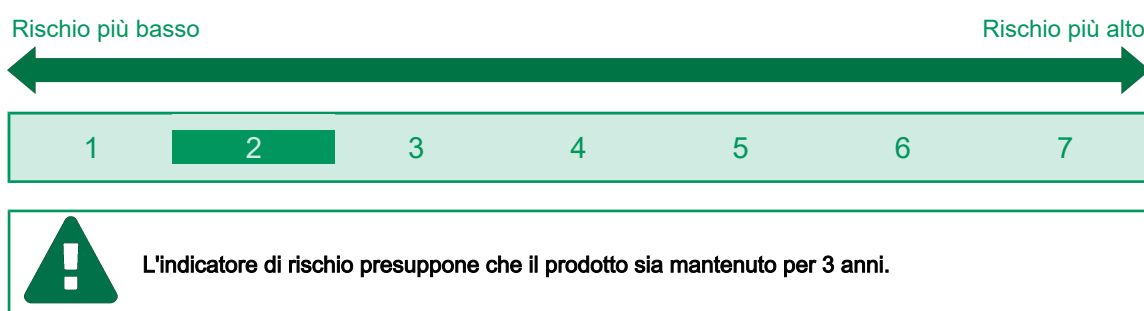 Rischio più basso Rischio più alto
1 2 3 4 5 6 7
L'indicatore di rischio presuppone che il prodotto sia mantenuto per 3 anni.